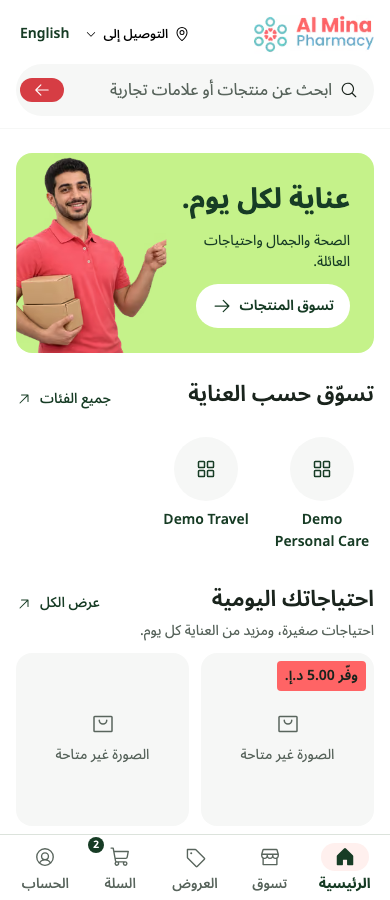 Al Mina
Pharmacy
التوصيل إلى
English
ابحث عن منتجات أو علامات تجارية
عناية لكل يوم.
الصحة والجمال واحتياجات
العائلة.
تسوق المنتجات
تسوّق حسب العناية
جميع الفئات
Demo
Personal Care
Demo Travel
احتياجاتك اليومية
عرض الكل
احتياجات صغيرة، ومزيد من العناية كل يوم.
وفّر 5.00 د.إ.
الصورة غير متاحة
الصورة غير متاحة
الرئيسية
تسوق
العروض
2
السلة
الحساب